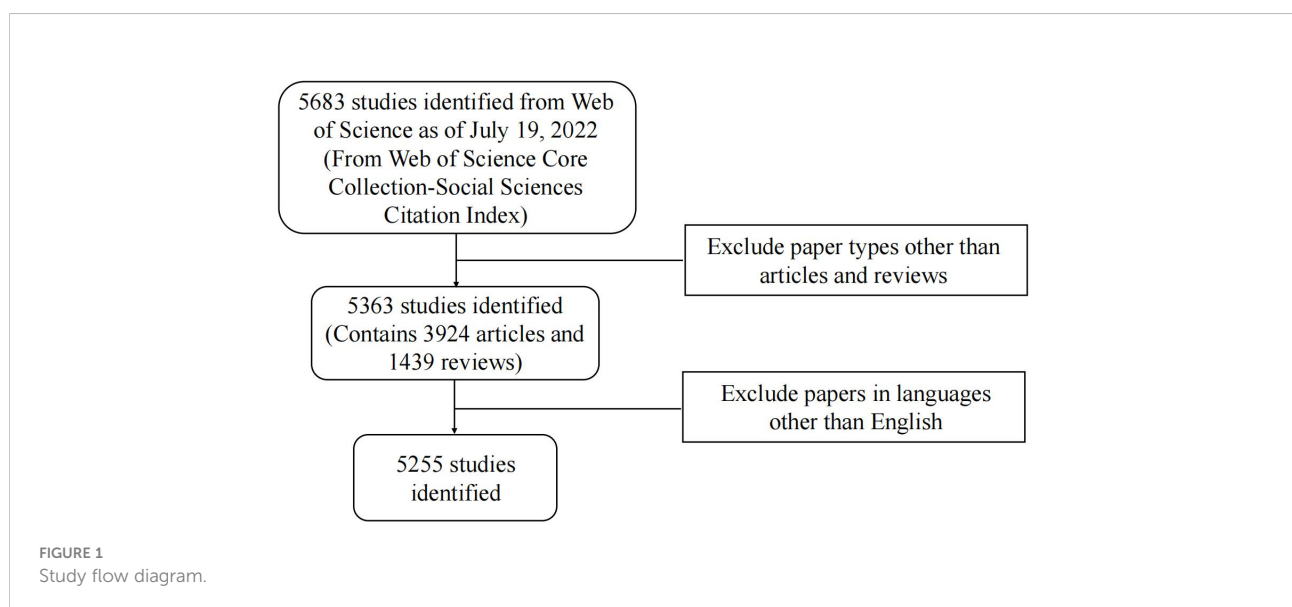 5683 studies identified from Web
of Science as of July 19, 2022
(From Web of Science Core
Collection-Social Sciences
Citation Index)
Exclude paper types other than
articles and reviews
5363 studies identified
(Contains 3924 articles and
1439 reviews)
Exclude papers in languages
other than English
5255 studies
identified
FIGURE 1
Study flow diagram.